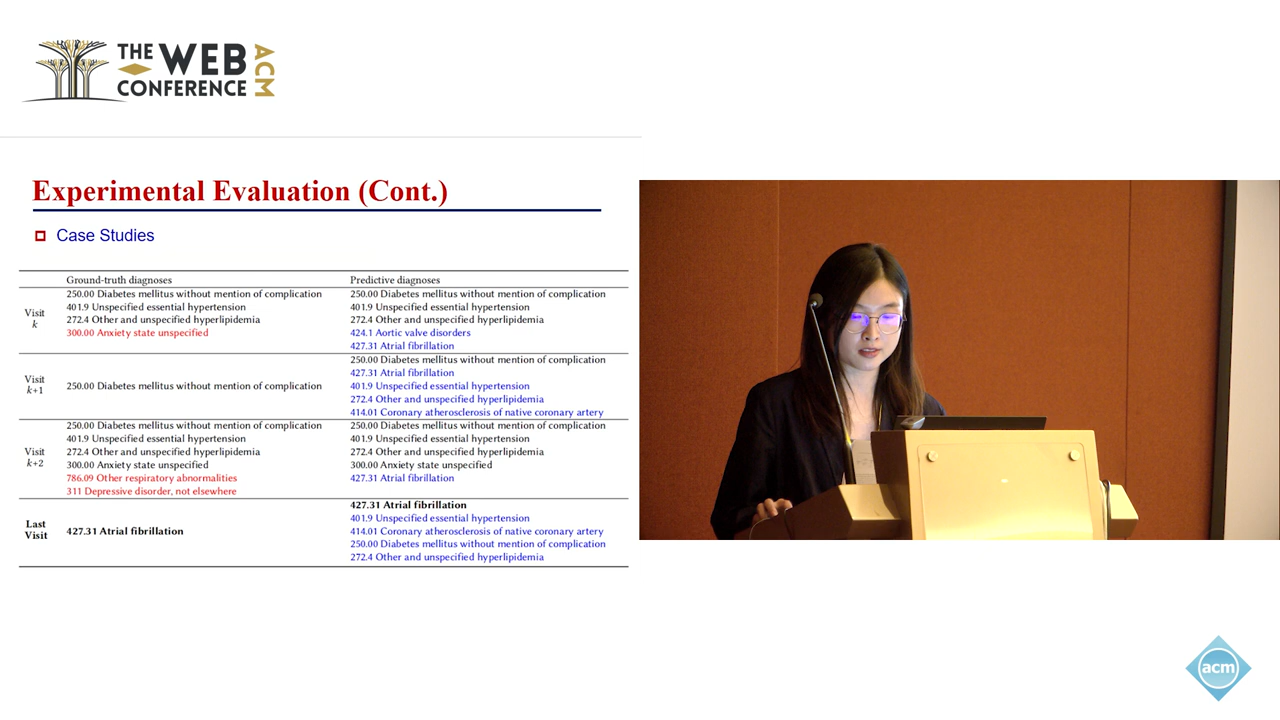 THE WEB
CONFERENCE
ACM
Experimental Evaluation (Cont.)
Case Studies
Ground-truth diagnoses Predictive diagnoses
Visit k
250.00 Diabetes mellitus without mention of complication
401.9 Unspecified essential hypertension
272.4 Other and unspecified hyperlipidemia
300.00 Anxiety state unspecified
250.00 Diabetes mellitus without mention of complication
401.9 Unspecified essential hypertension
272.4 Other and unspecified hyperlipidemia
424.1 Aortic valve disorders
427.31 Atrial fibrillation
Visit k+1
250.00 Diabetes mellitus without mention of complication
250.00 Diabetes mellitus without mention of complication
427.31 Atrial fibrillation
401.9 Unspecified essential hypertension
272.4 Other and unspecified hyperlipidemia
414.01 Coronary atherosclerosis of native coronary artery
Visit k+2
250.00 Diabetes mellitus without mention of complication
401.9 Unspecified essential hypertension
272.4 Other and unspecified hyperlipidemia
300.00 Anxiety state unspecified
786.09 Other respiratory abnormalities
311 Depressive disorder, not elsewhere
250.00 Diabetes mellitus without mention of complication
401.9 Unspecified essential hypertension
272.4 Other and unspecified hyperlipidemia
300.00 Anxiety state unspecified
427.31 Atrial fibrillation
Last Visit
427.31 Atrial fibrillation
427.31 Atrial fibrillation
401.9 Unspecified essential hypertension
414.01 Coronary atherosclerosis of native coronary artery
250.00 Diabetes mellitus without mention of complication
272.4 Other and unspecified hyperlipidemia
acm